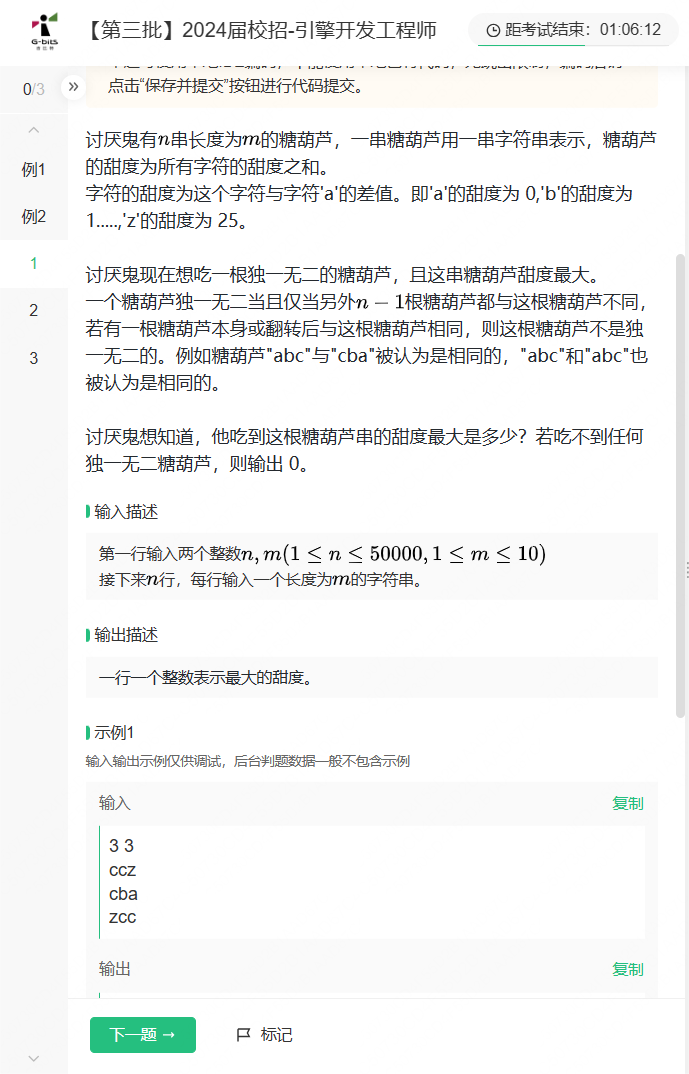 G-bits
【第三批】2024届校招-引擎开发工程师
距考试结束：01:06:12
0/3
»
点击“保存并提交”按钮进行代码提交。
例1
例2
1
2
3
讨厌鬼有n串长度为m的糖葫芦，一串糖葫芦用一串字符串表示，糖葫芦
的甜度为所有字符的甜度之和。
字符的甜度为这个字符与字符'a'的差值。即'a'的甜度为 0,'b'的甜度为
1.....,'z'的甜度为 25。
讨厌鬼现在想吃一根独一无二的糖葫芦，且这串糖葫芦甜度最大。
一个糖葫芦独一无二当且仅当另外n − 1根糖葫芦都与这根糖葫芦不同，
若有一根糖葫芦本身或翻转后与这根糖葫芦相同，则这根糖葫芦不是独
一无二的。例如糖葫芦"abc"与"cba"被认为是相同的，"abc"和"abc"也
被认为是相同的。
讨厌鬼想知道，他吃到这根糖葫芦串的甜度最大是多少？若吃不到任何
独一无二糖葫芦，则输出 0。
输入描述
第一行输入两个整数n, m(1 ≤ n ≤ 50000, 1 ≤ m ≤ 10)
接下来n行，每行输入一个长度为m的字符串。
输出描述
一行一个整数表示最大的甜度。
示例1
输入输出示例仅供调试，后台判题数据一般不包含示例
输入
复制
3 3
ccz
cba
zcc
输出
复制
下一题 →
标记